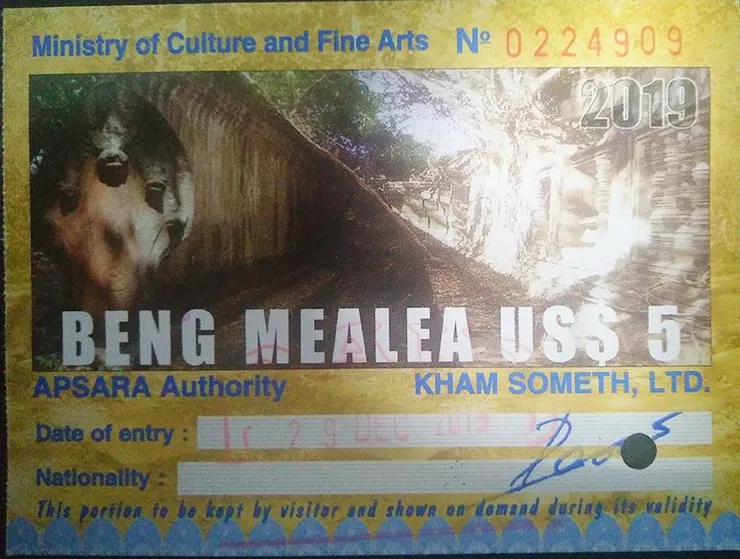 Ministry of Culture and Fine Arts Nº 0224909
2019
BENG MEALEA US$ 5
APSARA Authority KHAM SOMETH, LTD.
Date of entry : 29 DEC 2019
Nationality :
This portion to be kept by visitor and shown on demand during its validity